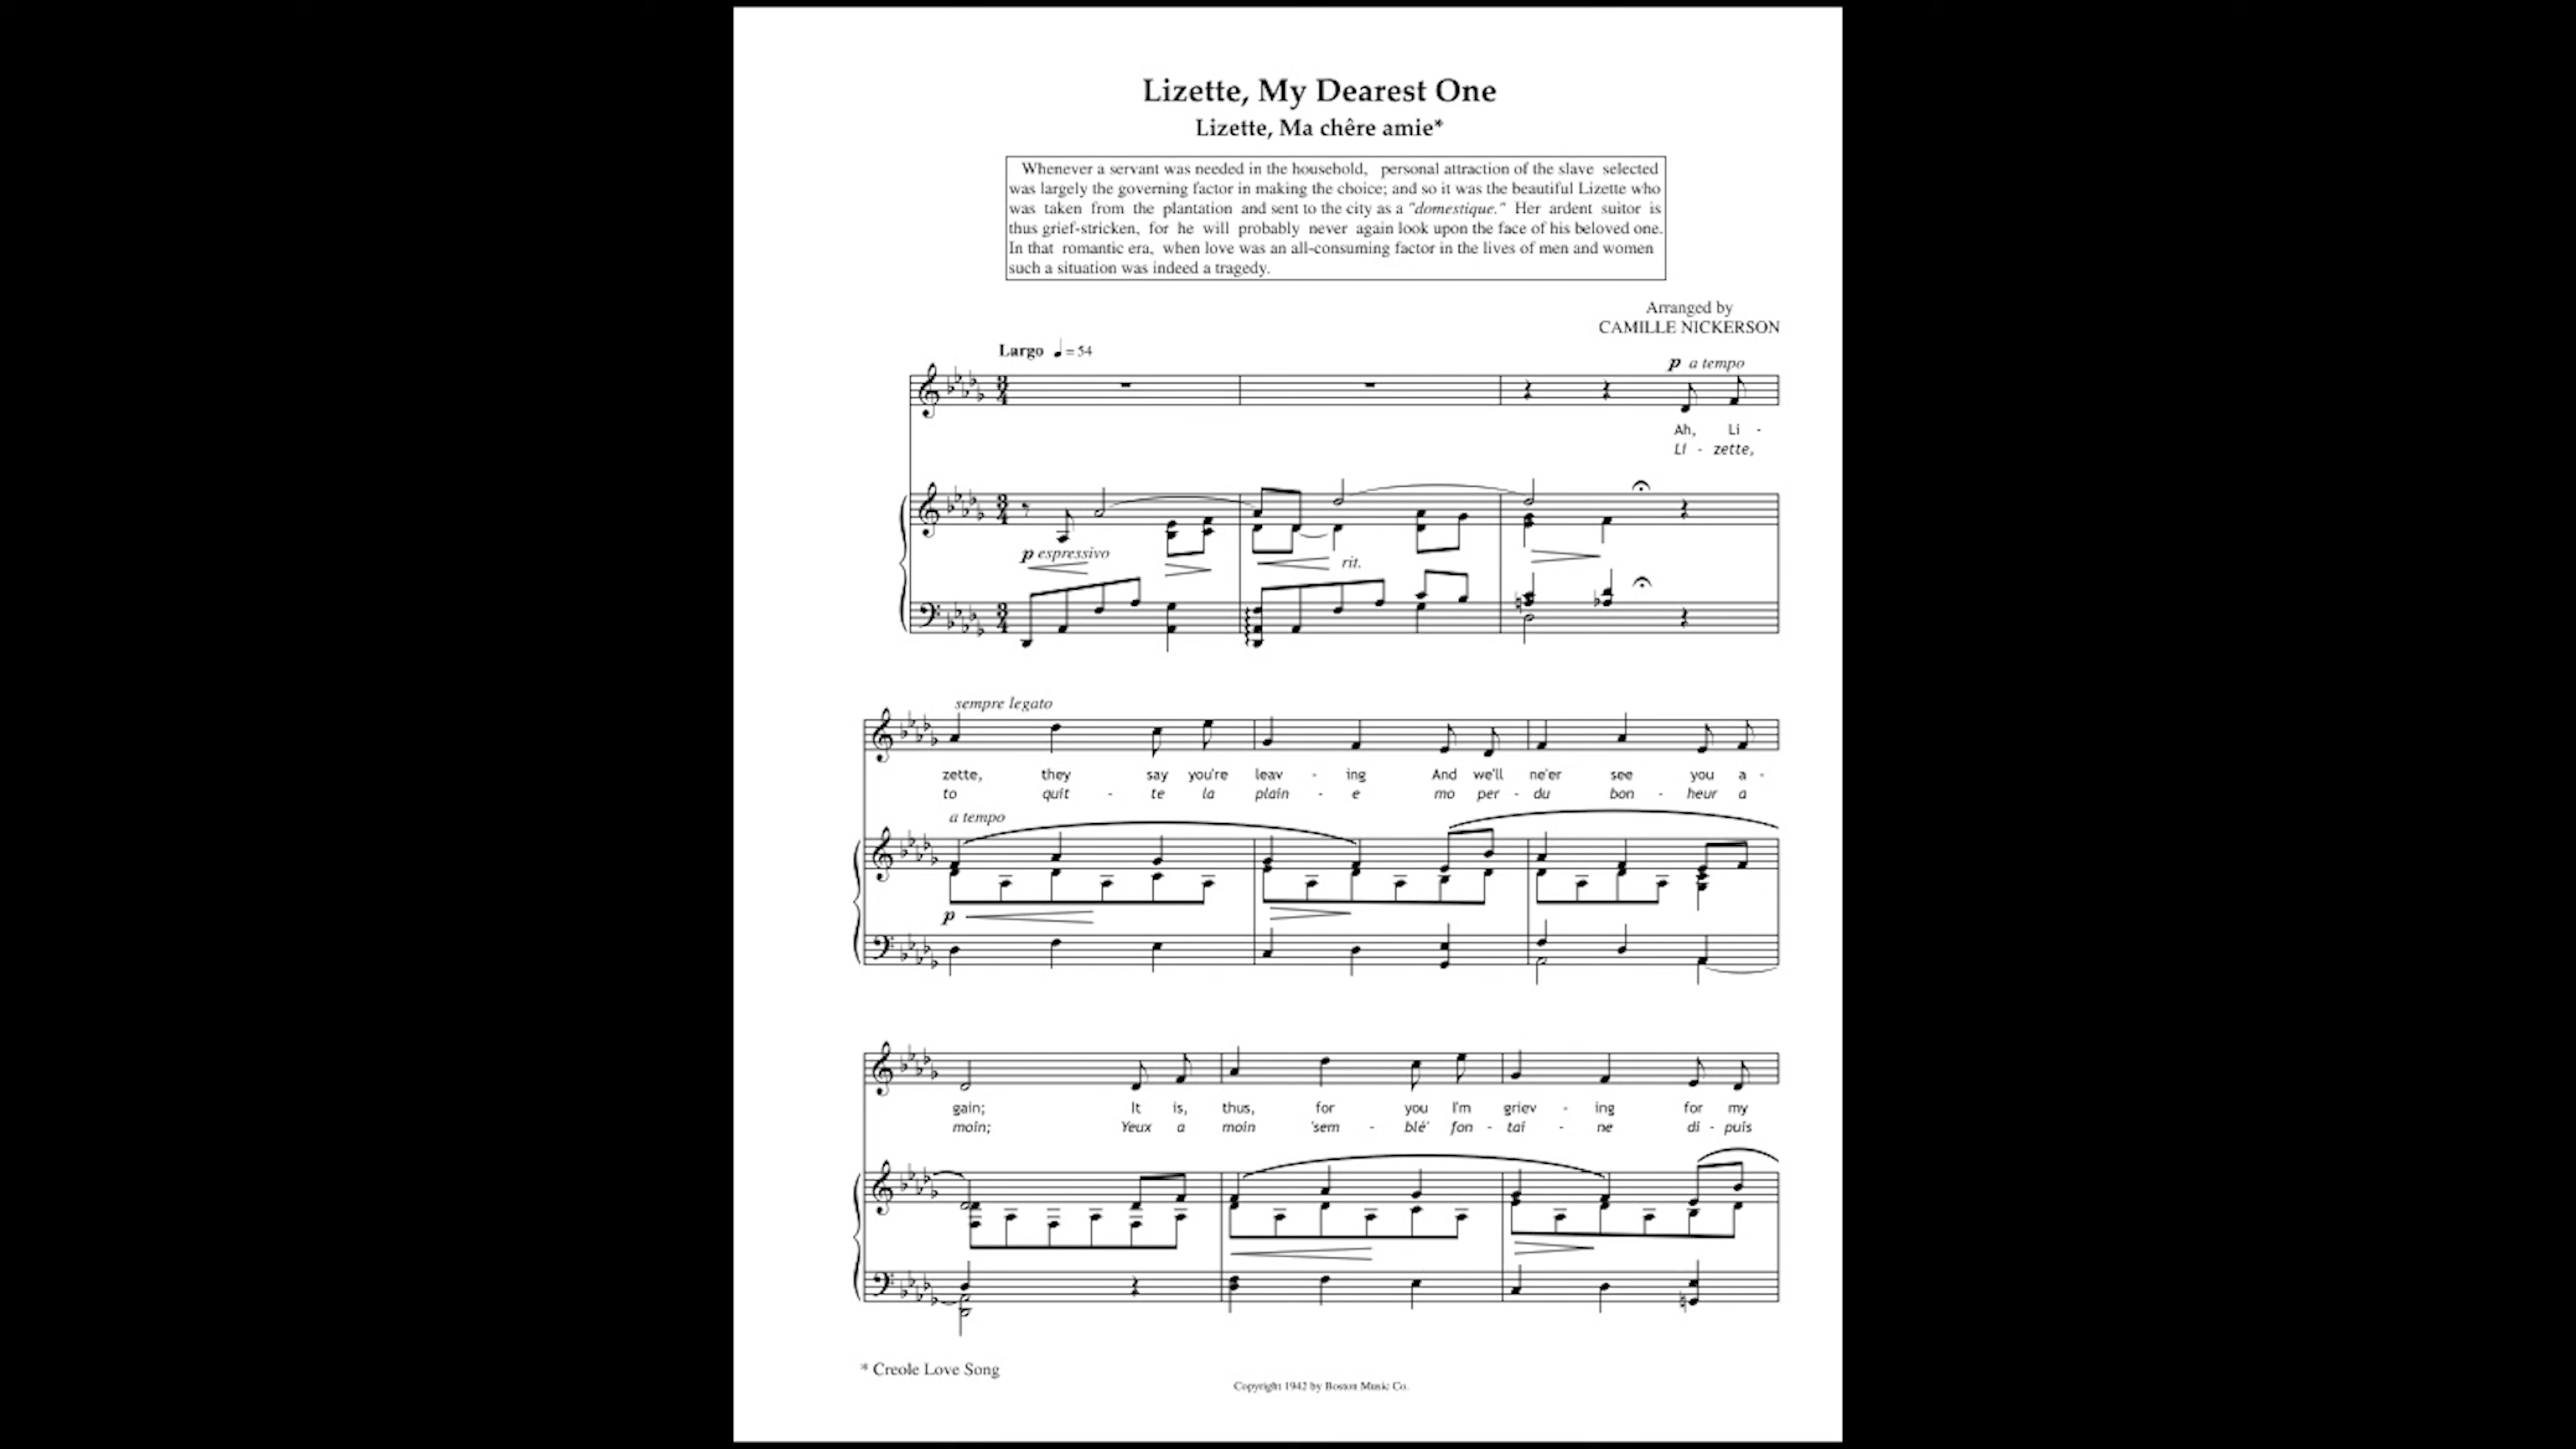 Lizette, My Dearest One
Lizette, Ma chêre amie*
Whenever a servant was needed in the household, personal attraction of the slave selected
was largely the governing factor in making the choice; and so it was the beautiful Lizette who
was taken from the plantation and sent to the city as a "domestique." Her ardent suitor is
thus grief-stricken, for he will probably never again look upon the face of his beloved one.
In that romantic era, when love was an all-consuming factor in the lives of men and women
such a situation was indeed a tragedy.
Arranged by
CAMILLE NICKERSON
Largo ♩ = 54
p a tempo
Ah, Li -
Li - zette,
p espressivo
rit.
sempre legato
zette, they say you're leav - ing And we'll ne'er see you a -
to quit - te la plain - e mo per - du bon - heur a
a tempo
p
gain; It is, thus, for you I'm griev - ing for my
moin; Yeux a moin 'sem - blé' fon - tai - ne di - puis
* Creole Love Song
Copyright 1942 by Boston Music Co.